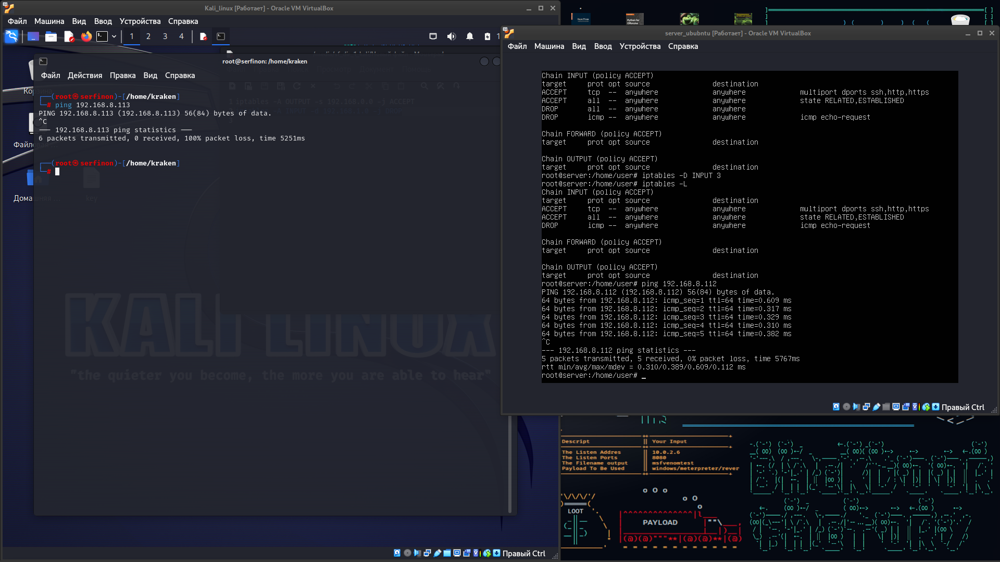 Kali_linux [Работает] - Oracle VM VirtualBox
Файл Машина Вид Ввод Устройства Справка
1 2 3 4
root@serfinon: /home/kraken
Файл Действия Правка Вид Справка
1 iptables -A OUTPUT -s 192.168.0.0 -j ACCEPT
┌──(root㉿serfinon)-[/home/kraken]
└─# ping 192.168.8.113
PING 192.168.8.113 (192.168.8.113) 56(84) bytes of data.
^C
--- 192.168.8.113 ping statistics ---
6 packets transmitted, 0 received, 100% packet loss, time 5251ms
┌──(root㉿serfinon)-[/home/kraken]
└─#
key
KALI LINUX
"the quieter you become, the more you are able to hear"
Правый Ctrl
server_ububntu [Работает] - Oracle VM VirtualBox
Файл Машина Вид Ввод Устройства Справка
Chain INPUT (policy ACCEPT)
target prot opt source destination
ACCEPT tcp -- anywhere anywhere multiport dports ssh,http,https
ACCEPT all -- anywhere anywhere state RELATED,ESTABLISHED
DROP all -- anywhere anywhere
DROP icmp -- anywhere anywhere icmp echo-request
Chain FORWARD (policy ACCEPT)
target prot opt source destination
Chain OUTPUT (policy ACCEPT)
target prot opt source destination
root@server:/home/user# iptables -D INPUT 3
root@server:/home/user# iptables -L
Chain INPUT (policy ACCEPT)
target prot opt source destination
ACCEPT tcp -- anywhere anywhere multiport dports ssh,http,https
ACCEPT all -- anywhere anywhere state RELATED,ESTABLISHED
DROP icmp -- anywhere anywhere icmp echo-request
Chain FORWARD (policy ACCEPT)
target prot opt source destination
Chain OUTPUT (policy ACCEPT)
target prot opt source destination
root@server:/home/user# ping 192.168.8.112
PING 192.168.8.112 (192.168.8.112) 56(84) bytes of data.
64 bytes from 192.168.8.112: icmp_seq=1 ttl=64 time=0.609 ms
64 bytes from 192.168.8.112: icmp_seq=2 ttl=64 time=0.317 ms
64 bytes from 192.168.8.112: icmp_seq=3 ttl=64 time=0.329 ms
64 bytes from 192.168.8.112: icmp_seq=4 ttl=64 time=0.310 ms
64 bytes from 192.168.8.112: icmp_seq=5 ttl=64 time=0.382 ms
^C
--- 192.168.8.112 ping statistics ---
5 packets transmitted, 5 received, 0% packet loss, time 5767ms
rtt min/avg/max/mdev = 0.310/0.389/0.609/0.112 ms
root@server:/home/user# _
Правый Ctrl
Descript || Your Input
The Listen Addres || 10.0.2.6
The Listen Ports || 8080
The Filename output || msfvenomtest
Payload To Be Used || windows/meterpreter/rever
LOOT
PAYLOAD